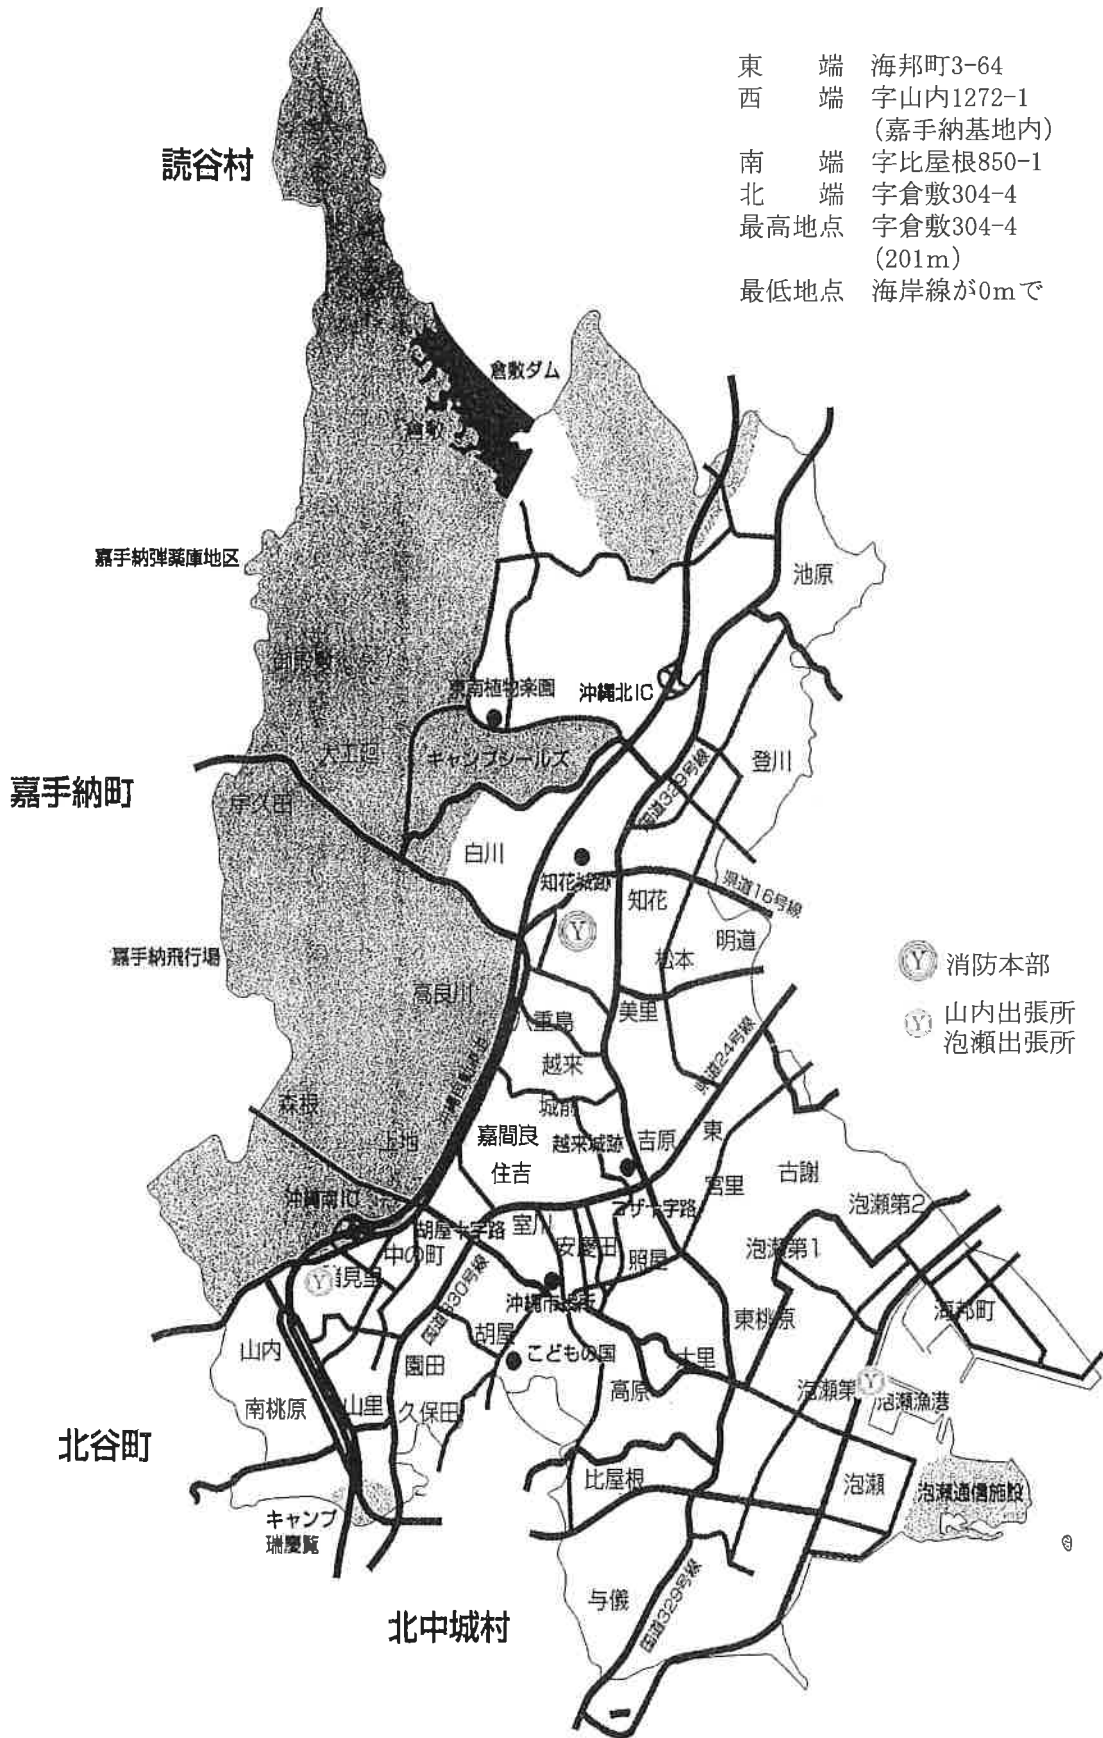 東端 海邦町3-64
西端 字山内1272-1
(嘉手納基地内)
南端 字比屋根850-1
北端 字倉敷304-4
最高地点 字倉敷304-4
(201m)
最低地点 海岸線が0mで
読谷村
倉敷ダム
倉敷
嘉手納弾薬庫地区
池原
御殿敷
東南植物楽園
沖縄北IC
大工廻
キャンプシールズ
国道329号線
登川
嘉手納町
宇久田
白川
知花城跡
知花
県道16号線
明道
松本
嘉手納飛行場
消防本部
高良川
山内出張所
泡瀬出張所
八重島
美里
越来
県道24号線
沖縄自動車道
森根
城前
上地
嘉間良
越来城跡
吉原
東
住吉
古謝
宮里
沖縄南IC
コザ十字路
泡瀬第2
胡屋十字路
室川
中の町
安慶田
照屋
泡瀬第1
諸見里
国道330号線
沖縄市役所
海邦町
東桃原
胡屋
山内
こどもの国
園田
大里
高原
泡瀬第
南桃原
山里
久保田
泡瀬漁港
北谷町
比屋根
泡瀬
泡瀬通信施設
キャンプ
瑞慶覧
与儀
国道329号線
北中城村